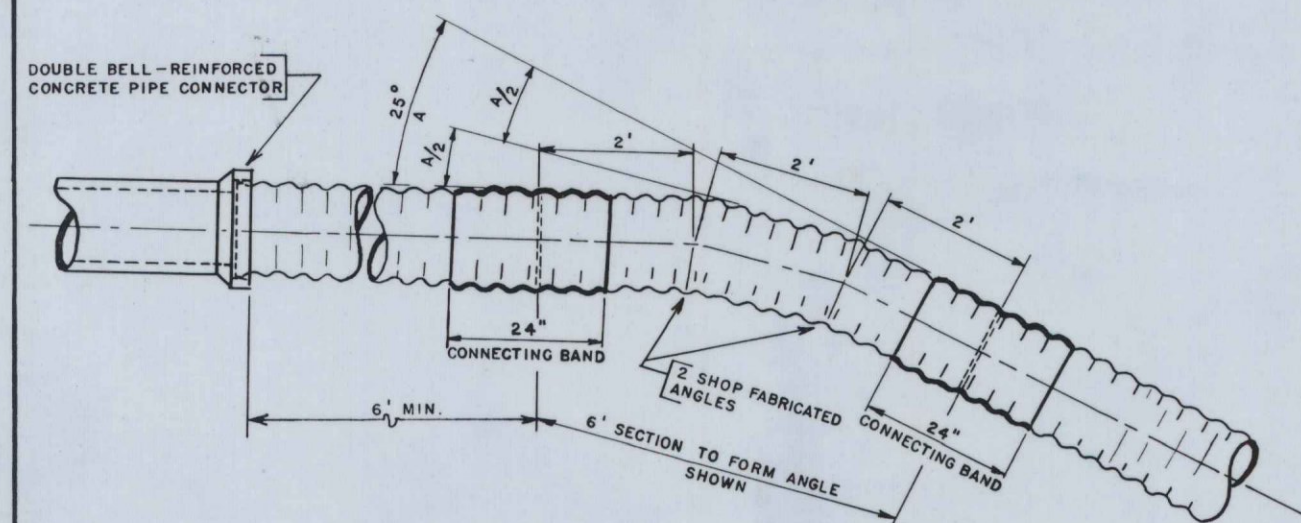 DOUBLE BELL-REINFORCED
CONCRETE PIPE CONNECTOR
25°
A
A/2
A/2
2'
2'
2'
24"
CONNECTING BAND
2 SHOP FABRICATED
ANGLES
6' MIN.
6' SECTION TO FORM ANGLE
SHOWN
24"
CONNECTING BAND